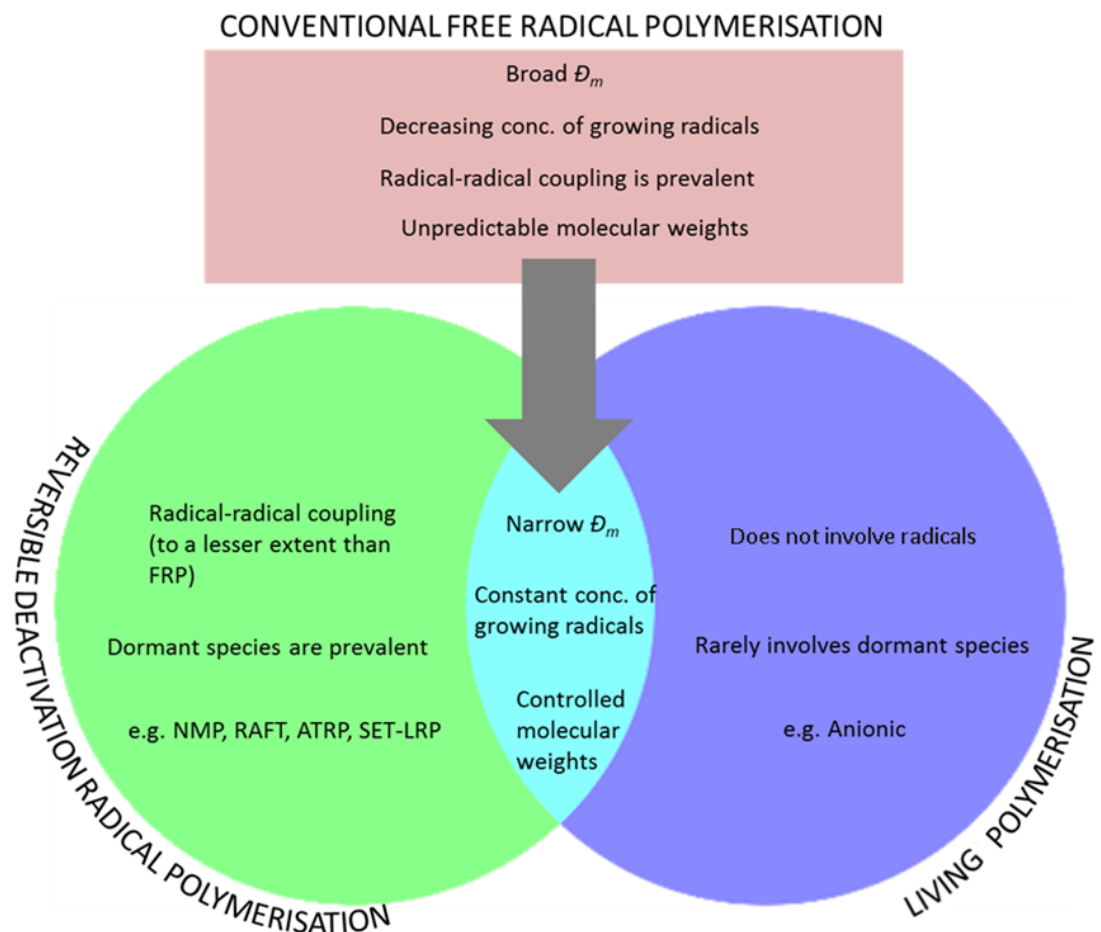 CONVENTIONAL FREE RADICAL POLYMERISATION
Broad Đm
Decreasing conc. of growing radicals
Radical-radical coupling is prevalent
Unpredictable molecular weights
REVERSIBLE DEACTIVATION RADICAL POLYMERISATION
Radical-radical coupling
(to a lesser extent than
FRP)
Dormant species are prevalent
e.g. NMP, RAFT, ATRP, SET-LRP
Narrow Đm
Constant conc. of
growing radicals
Controlled
molecular
weights
Does not involve radicals
Rarely involves dormant species
e.g. Anionic
LIVING POLYMERISATION